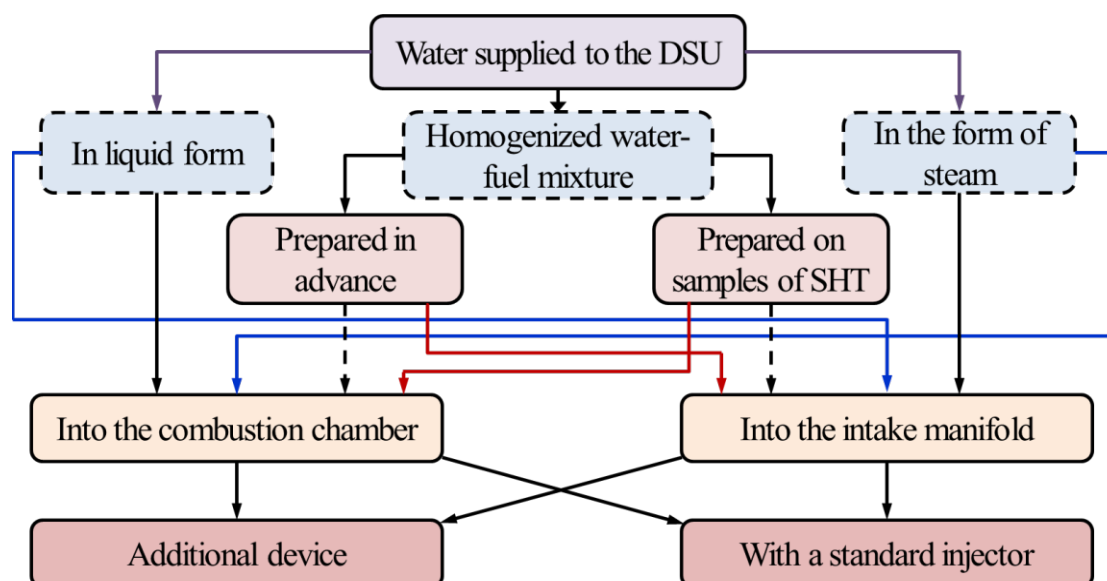 Water supplied to the DSU
In liquid form
Homogenized water-
fuel mixture
In the form of
steam
Prepared in
advance
Prepared on
samples of SHT
Into the combustion chamber
Into the intake manifold
Additional device
With a standard injector